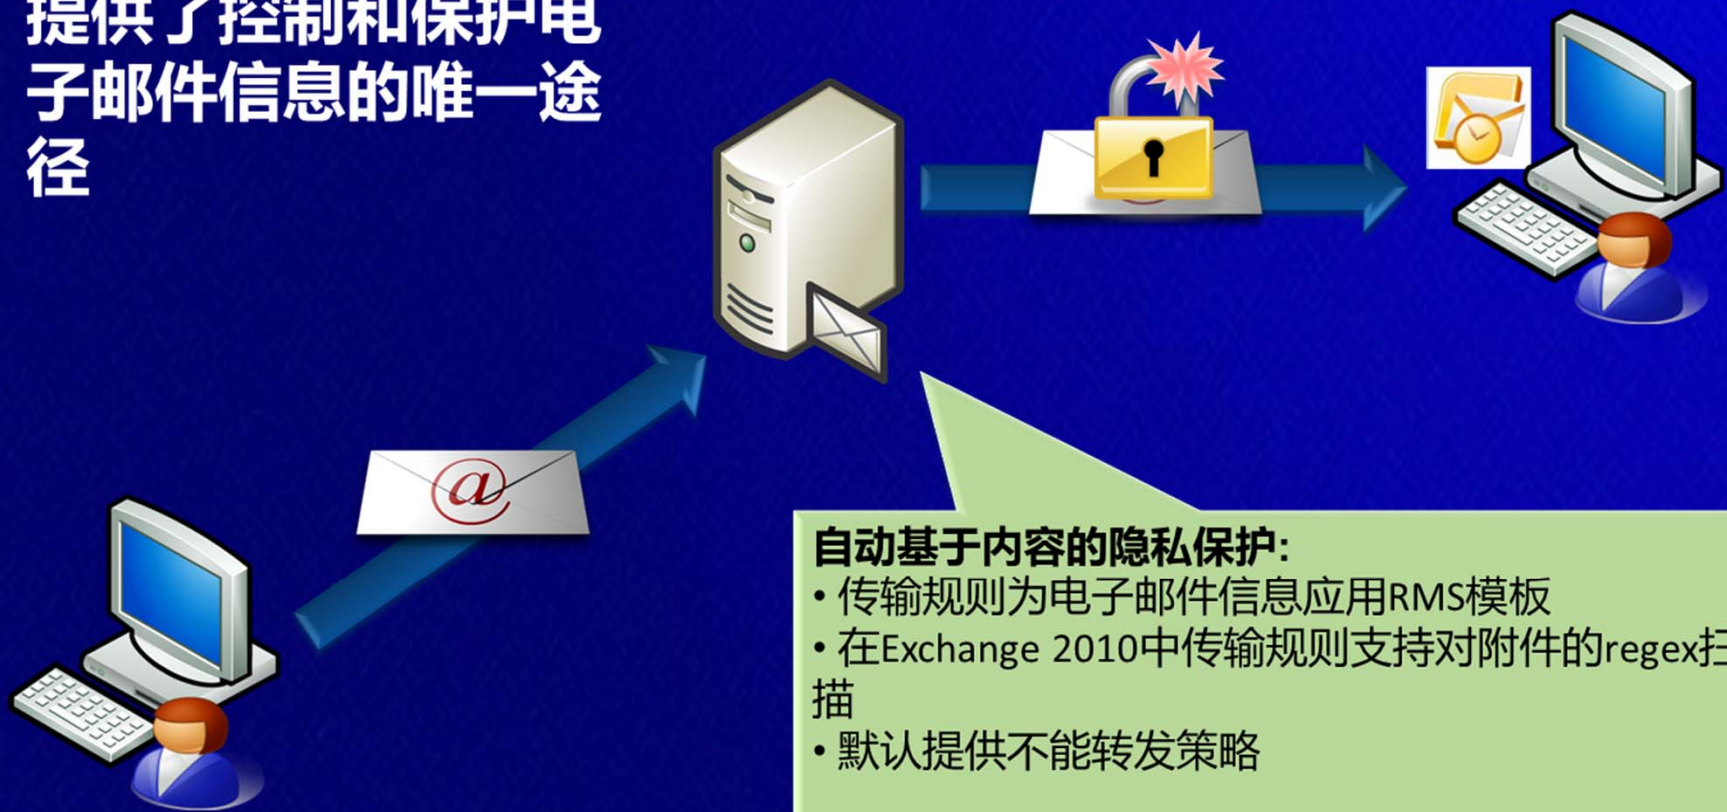 提供了控制和保护电
子邮件信息的唯一途
径
@
自动基于内容的隐私保护:
• 传输规则为电子邮件信息应用RMS模板
• 在Exchange 2010中传输规则支持对附件的regex扫
描
• 默认提供不能转发策略